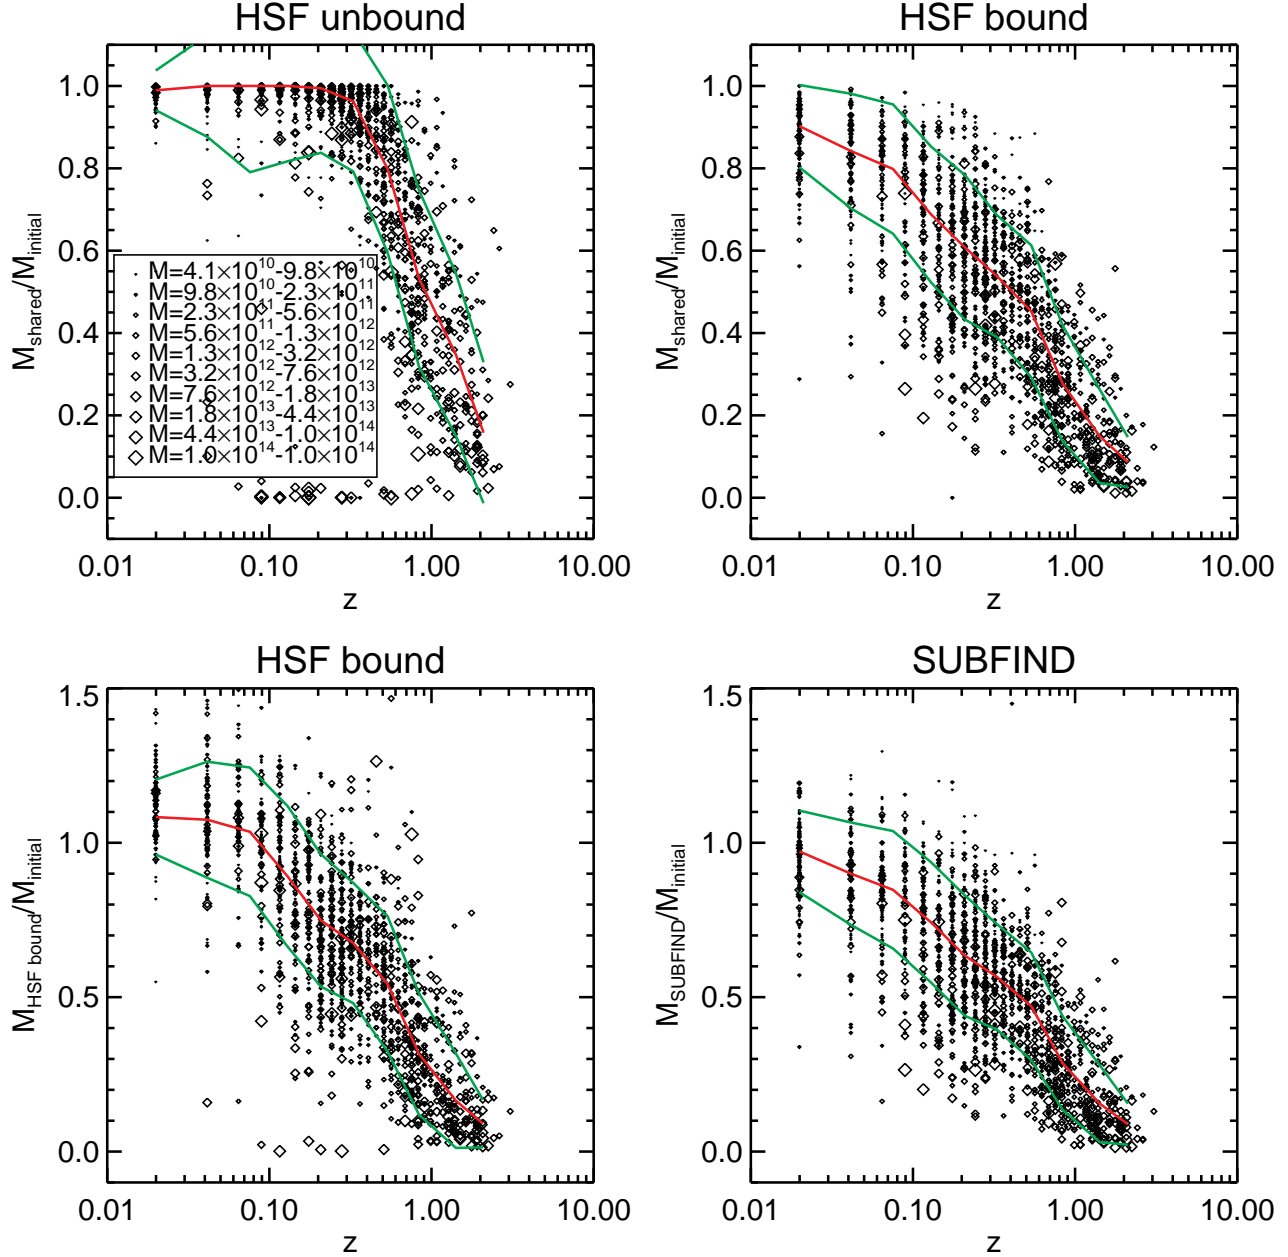 HSF unbound
HSF bound
1.0
0.8
0.6
0.4
0.2
0.0
M_shared/M_initial
M=4.1×10^10-9.8×10^10
M=9.8×10^10-2.3×10^11
M=2.3×10^11-5.6×10^11
M=5.6×10^11-1.3×10^12
M=1.3×10^12-3.2×10^12
M=3.2×10^12-7.6×10^12
M=7.6×10^12-1.8×10^13
M=1.8×10^13-4.4×10^13
M=4.4×10^13-1.0×10^14
M=1.0×10^14-1.0×10^14
0.01 0.10 1.00 10.00
z
1.0
0.8
0.6
0.4
0.2
0.0
M_shared/M_initial
0.01 0.10 1.00 10.00
z
HSF bound
SUBFIND
1.5
1.0
0.5
0.0
M_HSF bound/M_initial
0.01 0.10 1.00 10.00
z
1.5
1.0
0.5
0.0
M_SUBFIND/M_initial
0.01 0.10 1.00 10.00
z